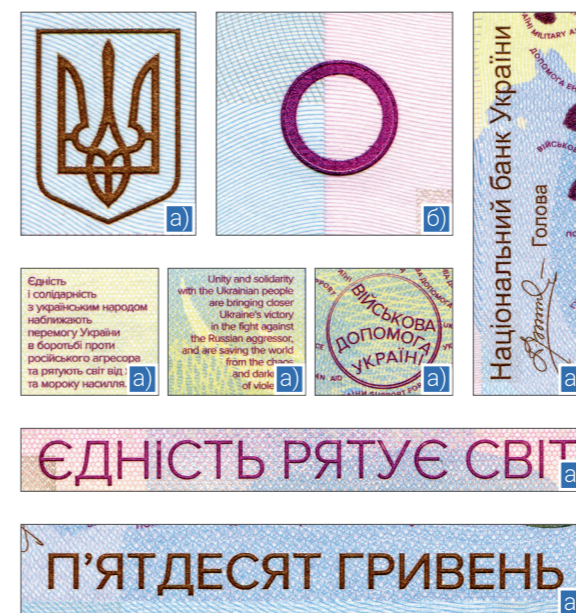 а)
б)
Національний банк України
Голова
а
Єдність
і солідарність
з українським народом
наближають
перемогу України
в боротьбі проти
російського агресора
та рятують світ від
та мороку насилля.
а)
Unity and solidarity
with the Ukrainian people
are bringing closer
Ukraine's victory
in the fight against
the Russian aggressor,
and are saving the world
from the chaos
and
of
а)
ВІЙСЬКОВА
ДОПОМОГА
УКРАЇНІ
а)
ЄДНІСТЬ РЯТУЄ СВІТ
а
П'ЯТДЕСЯТ ГРИВЕНЬ
а